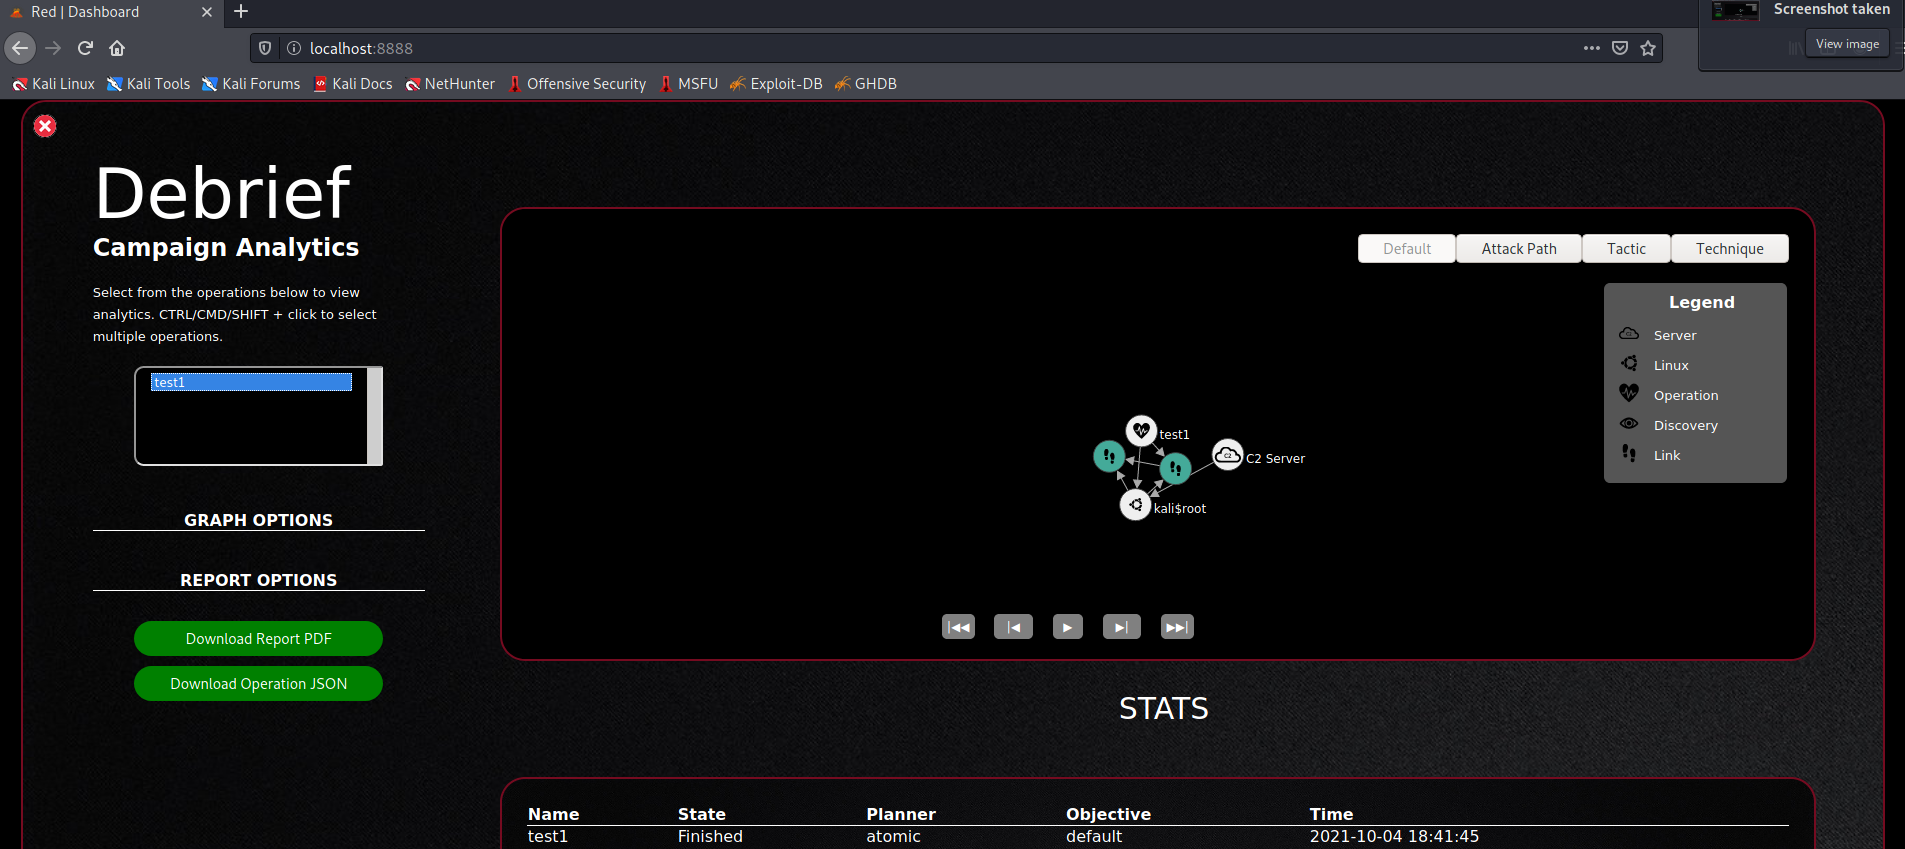 Red | Dashboard
Screenshot taken
localhost:8888
View image
Kali Linux Kali Tools Kali Forums Kali Docs NetHunter Offensive Security MSFU Exploit-DB GHDB
Debrief
Campaign Analytics
Select from the operations below to view
analytics. CTRL/CMD/SHIFT + click to select
multiple operations.
test1
GRAPH OPTIONS
REPORT OPTIONS
Download Report PDF
Download Operation JSON
Default Attack Path Tactic Technique
Legend
Server
Linux
Operation
Discovery
Link
test1
C2 C2 Server
kali$root
STATS
Name State Planner Objective Time
test1 Finished atomic default 2021-10-04 18:41:45